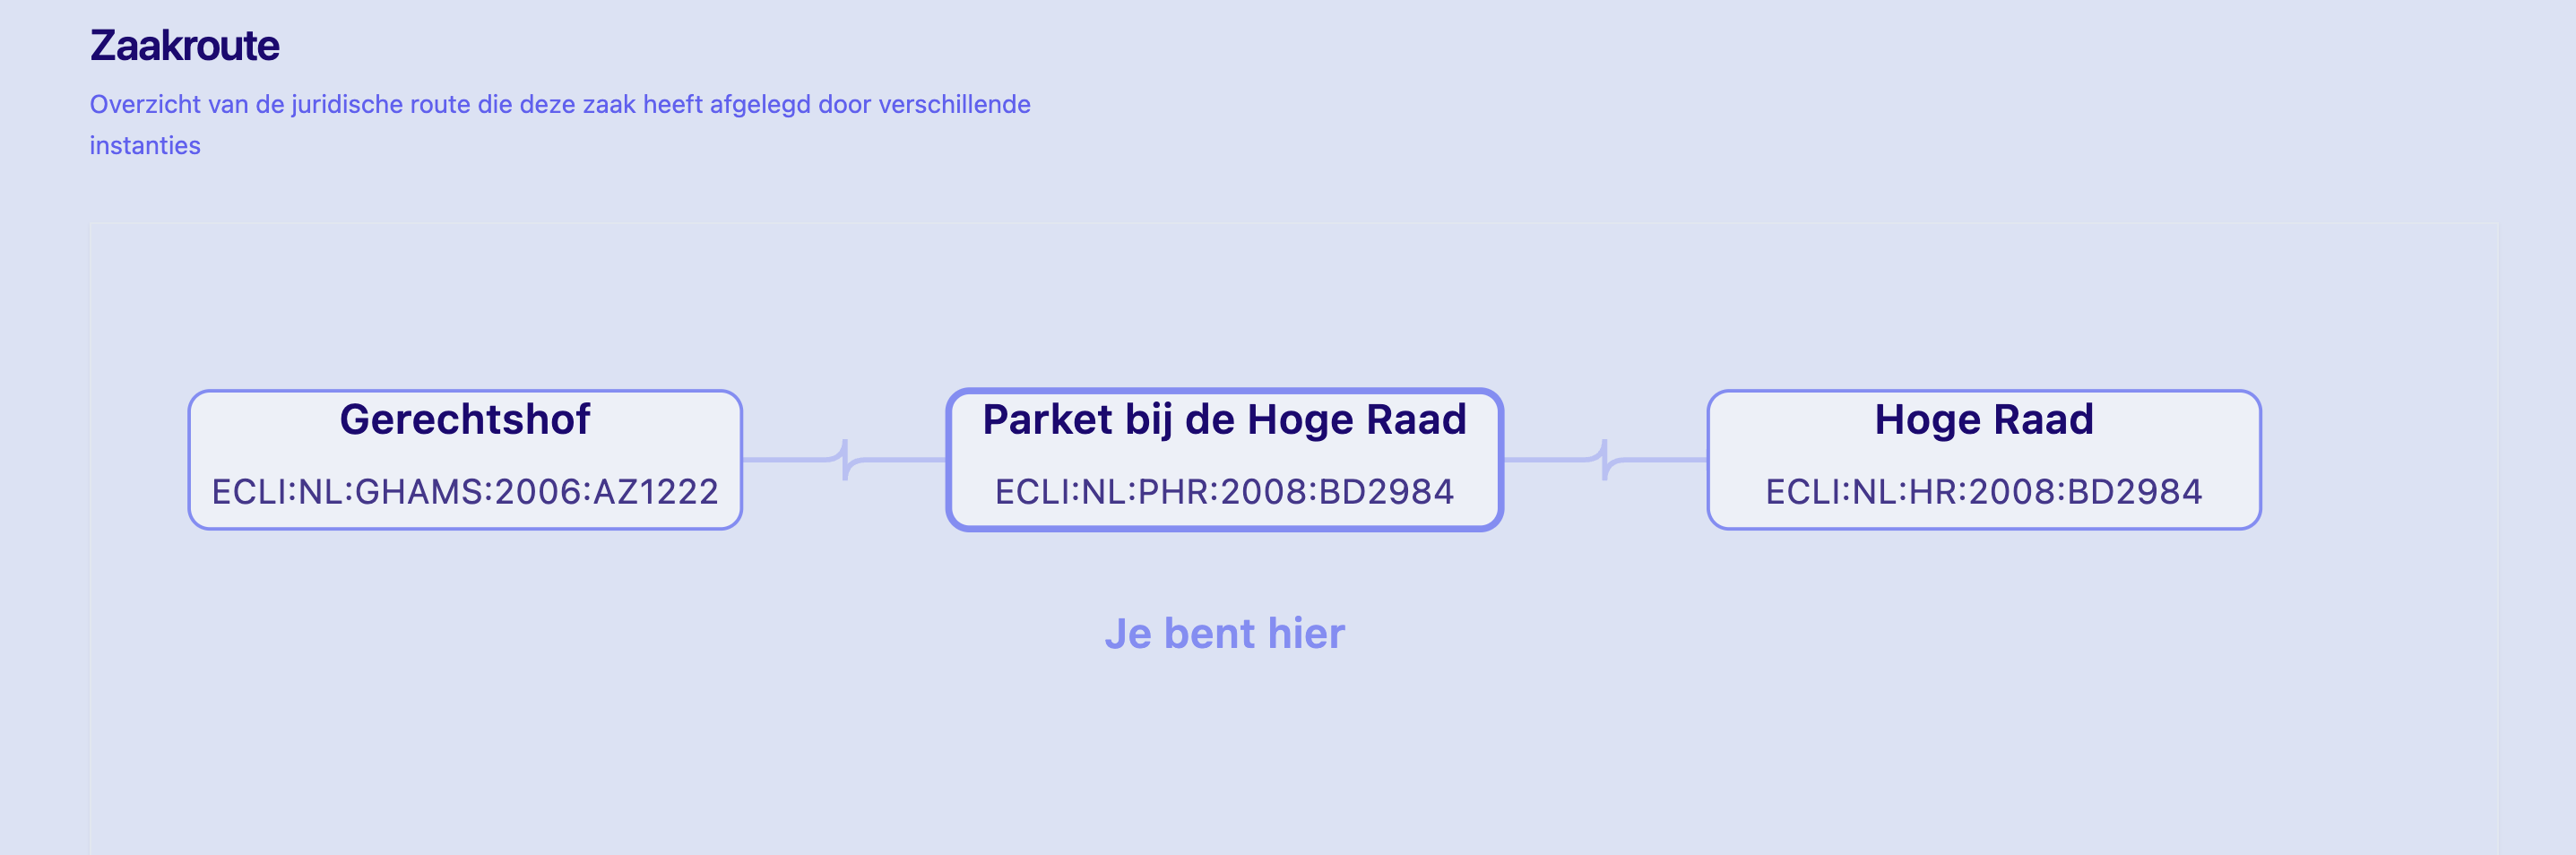 Zaakroute
Overzicht van de juridische route die deze zaak heeft afgelegd door verschillende
instanties
Gerechtshof
ECLI:NL:GHAMS:2006:AZ1222
Parket bij de Hoge Raad
ECLI:NL:PHR:2008:BD2984
Hoge Raad
ECLI:NL:HR:2008:BD2984
Je bent hier